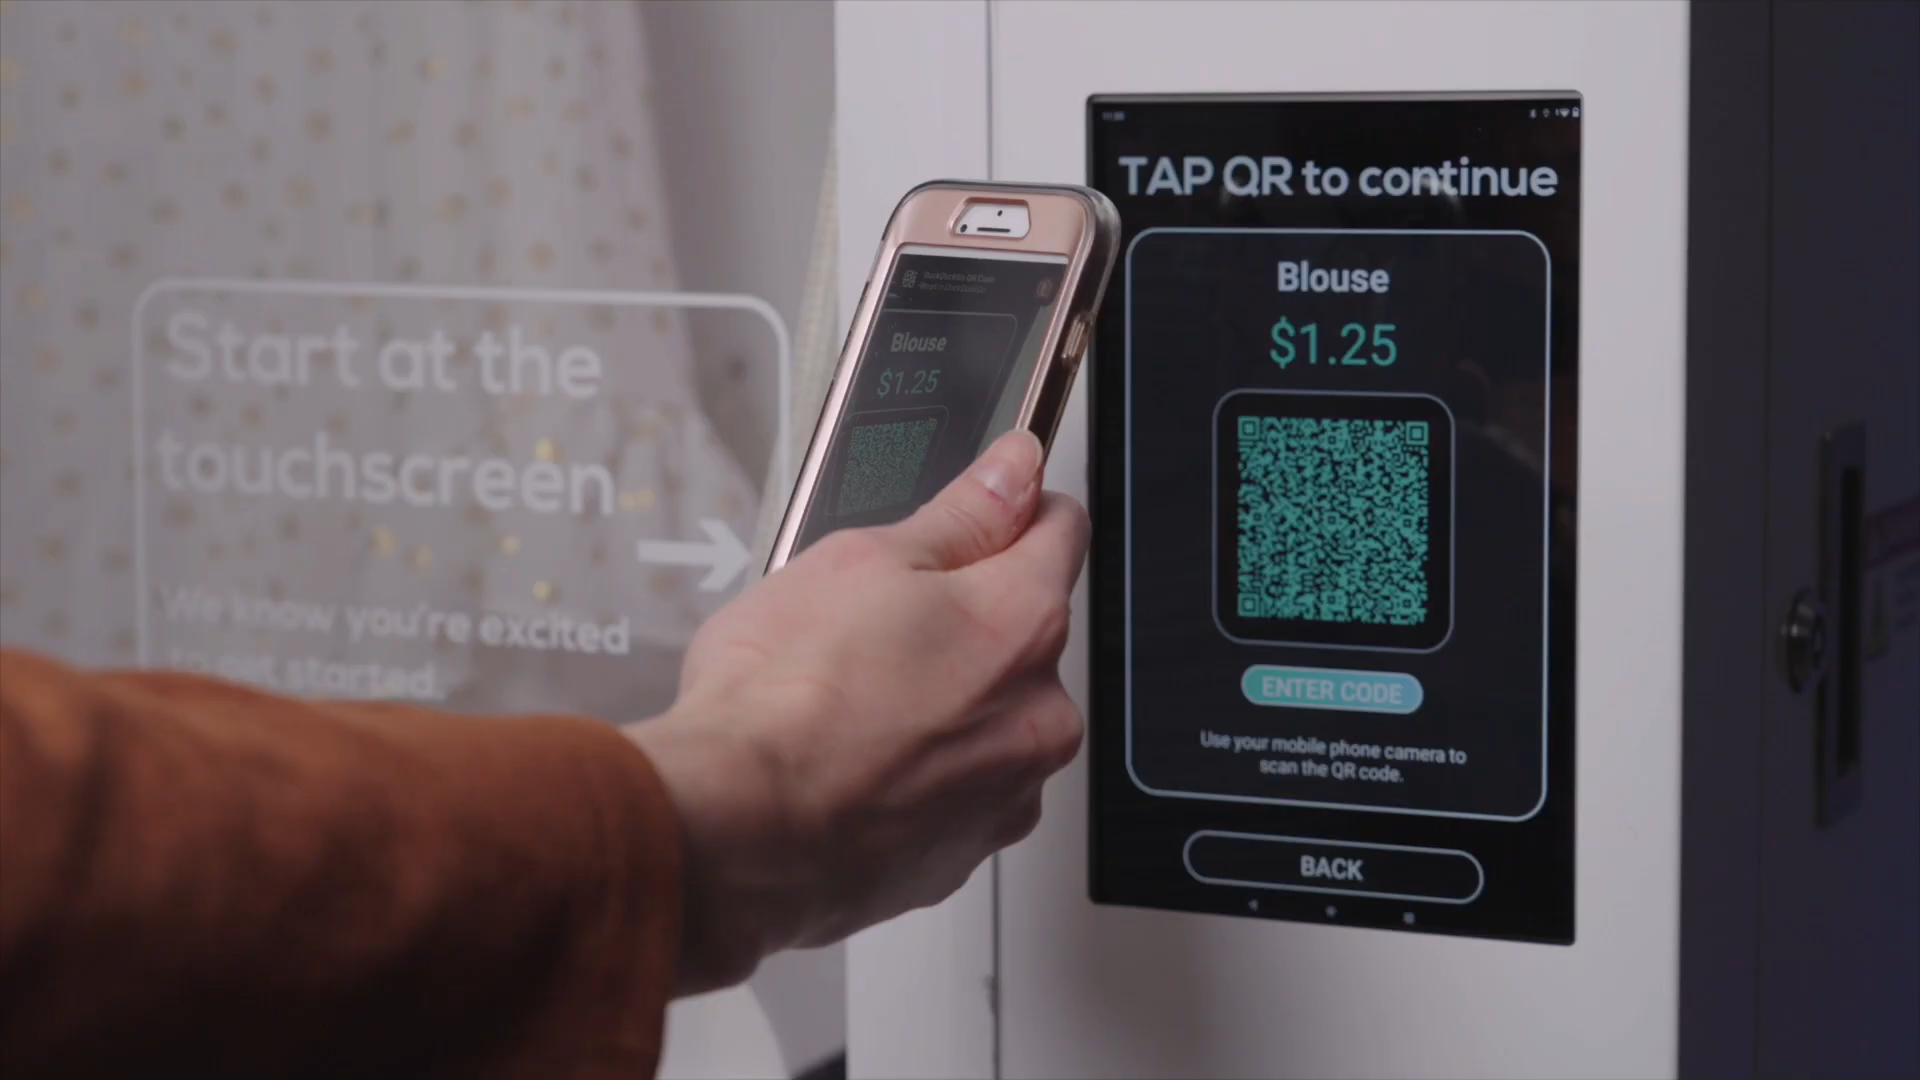 Start at the
touchscreen
We know you're excited
to get started.
Blouse
$1.25
TAP QR to continue
Blouse
$1.25
ENTER CODE
Use your mobile phone camera to
scan the QR code.
BACK